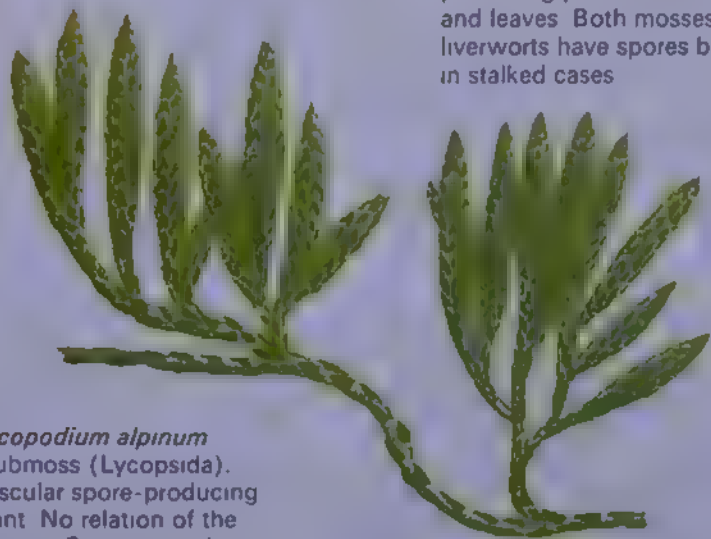 and leaves Both mosses
liverworts have spores b
in stalked cases
copodium alpinum
ubmoss (Lycopsida).
scular spore-producing
ant No relation of the